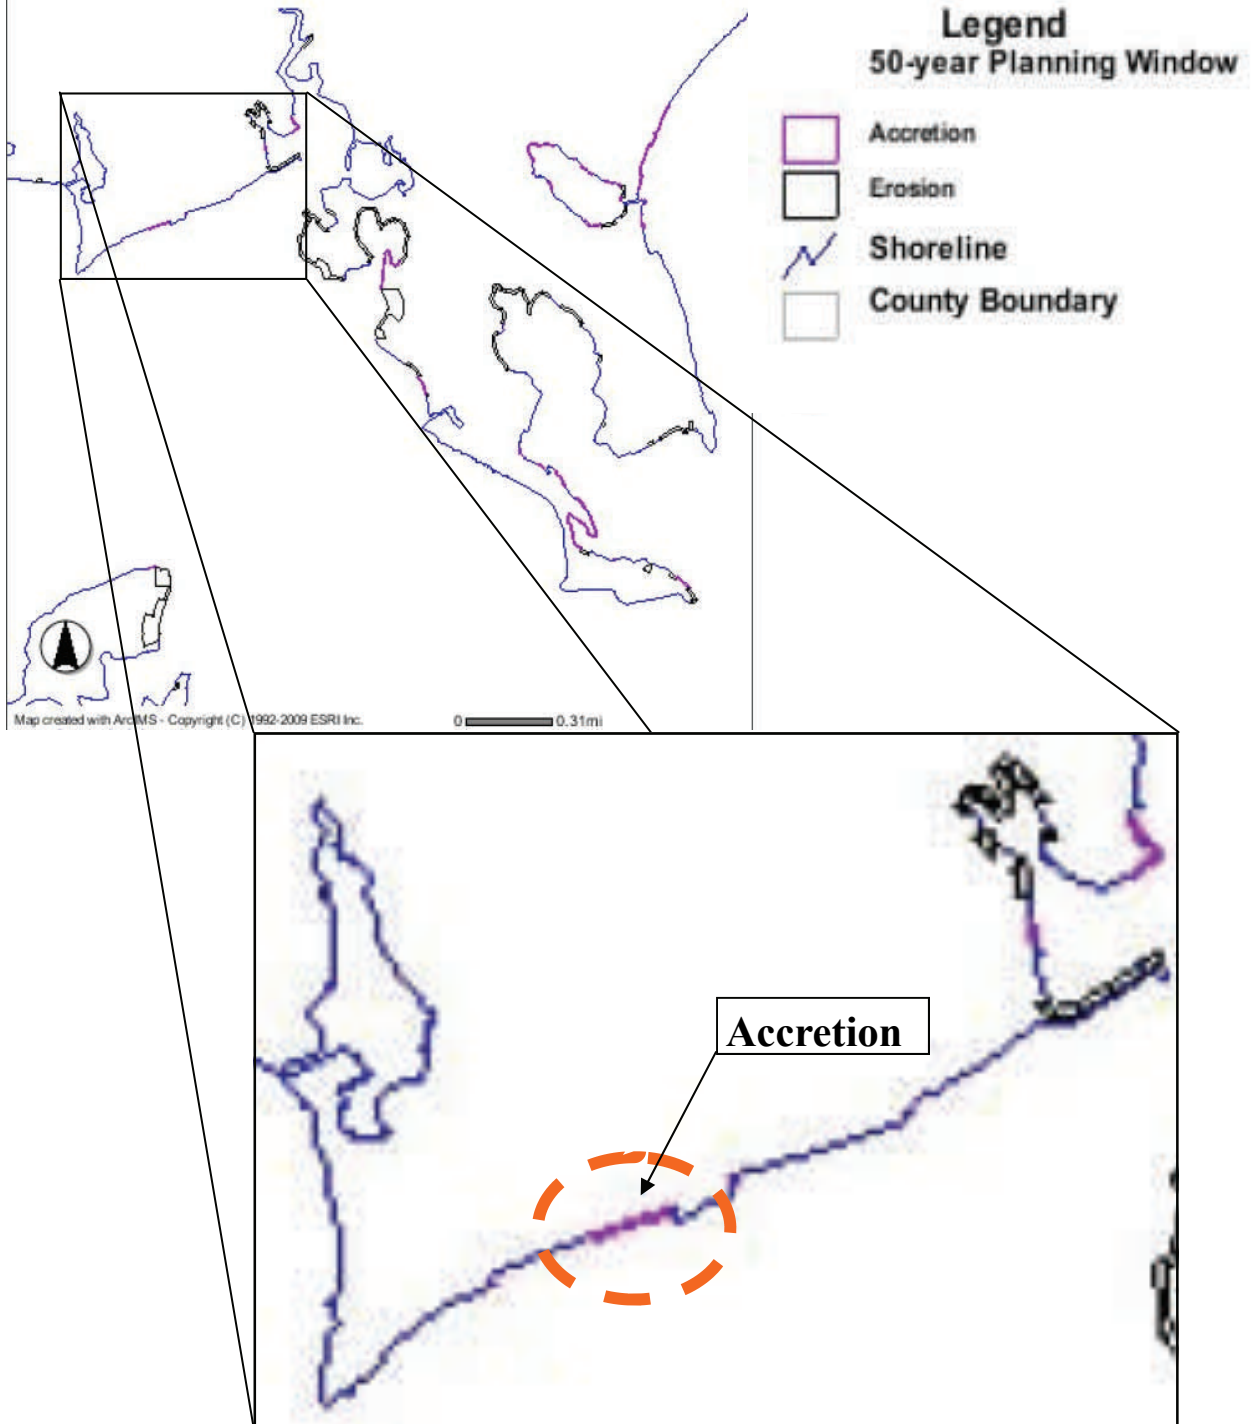 Legend
50-year Planning Window
Accretion
Erosion
Shoreline
County Boundary
Map created with ArcIMS - Copyright (C) 1992-2009 ESRI Inc.
0 0.31mi
Accretion